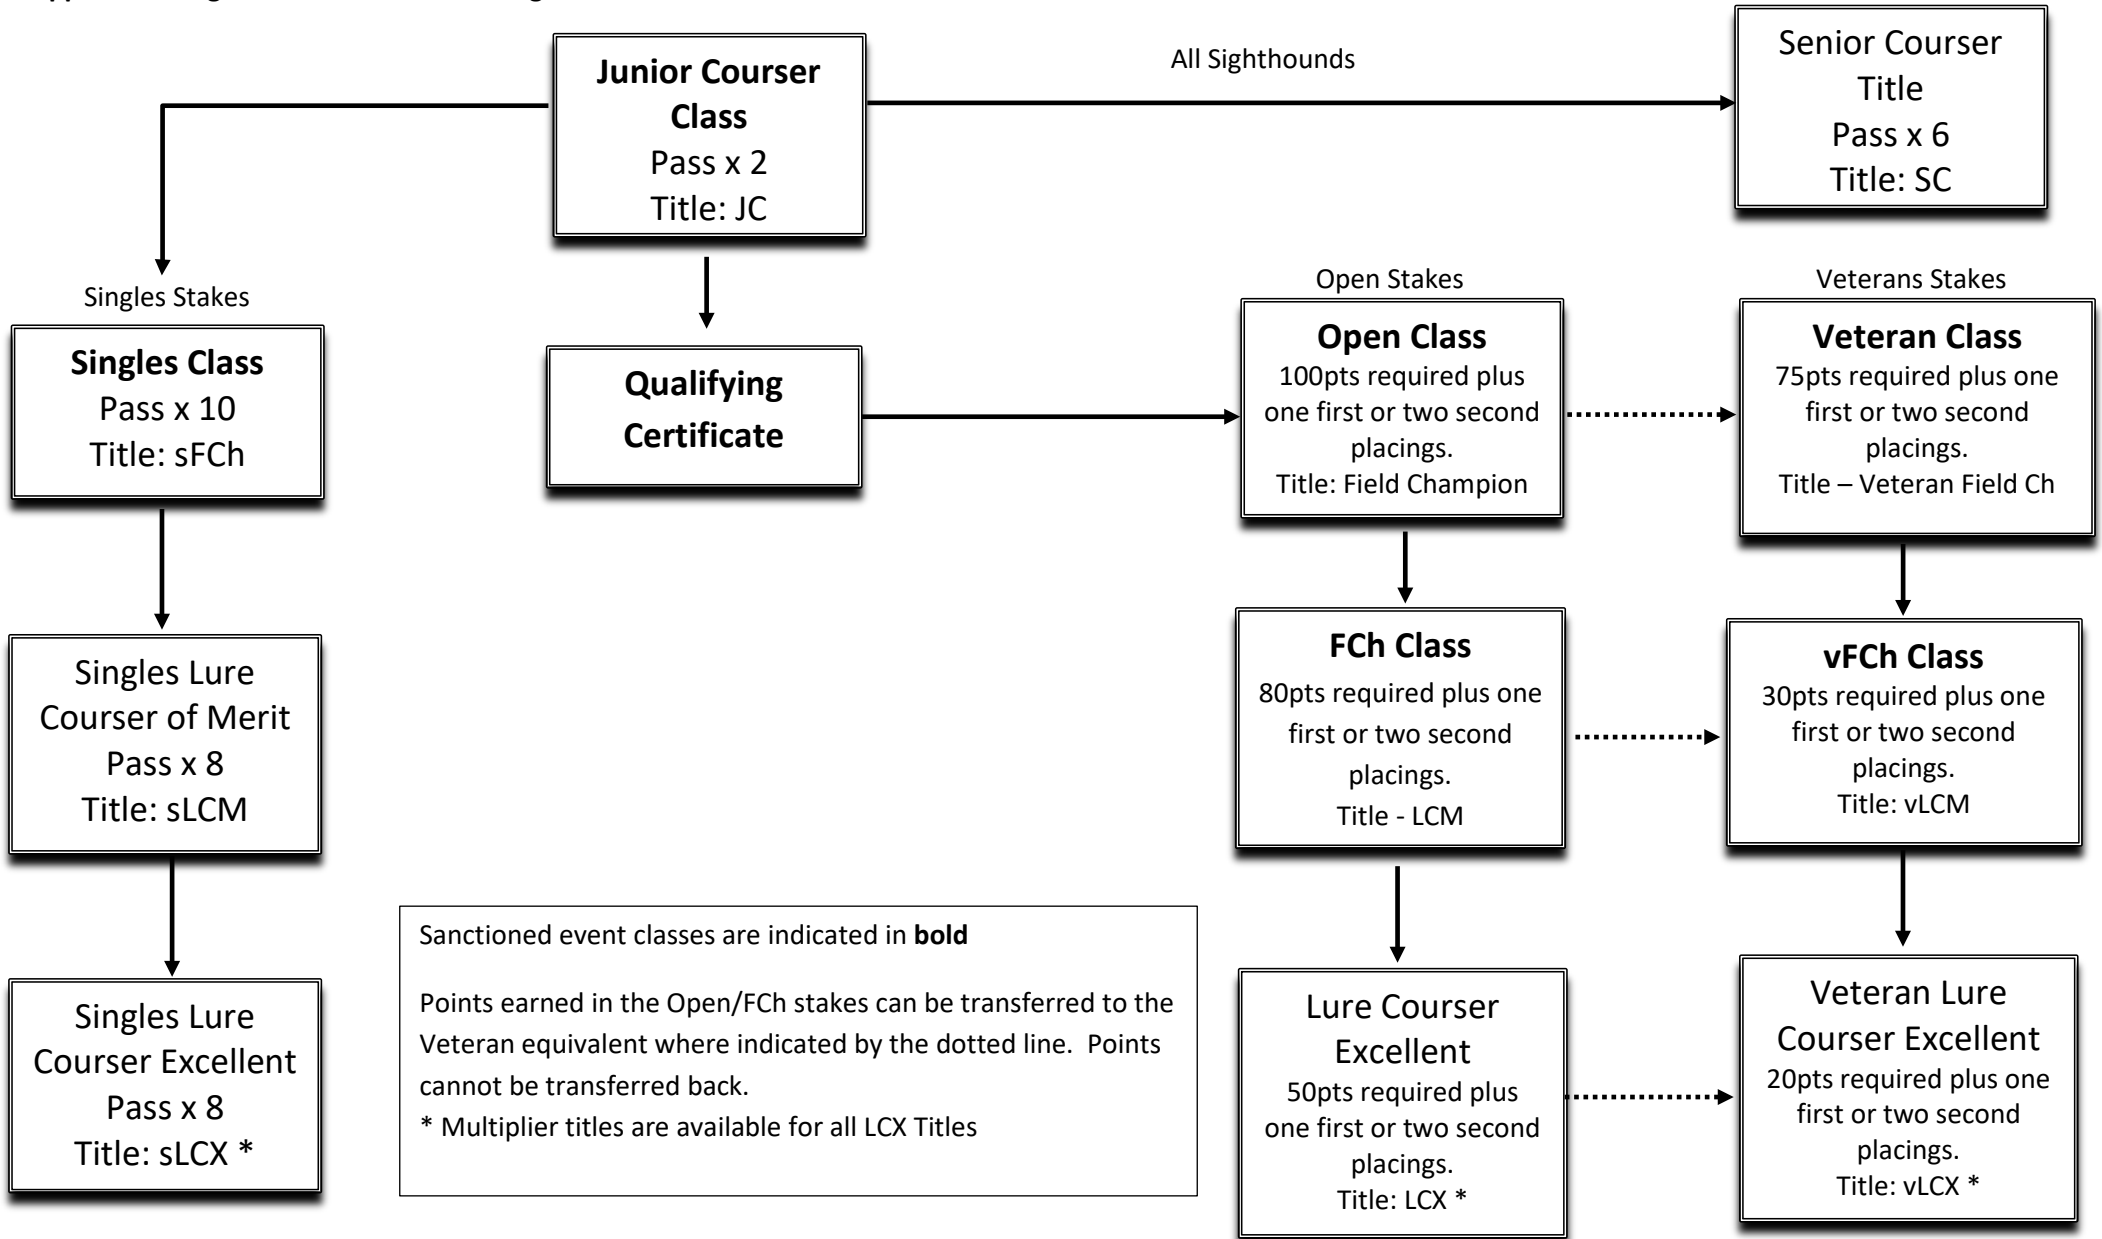 Junior Courser
Class
Pass x 2
Title: JC
All Sighthounds
Senior Courser
Title
Pass x 6
Title: SC
Singles Stakes
Singles Class
Pass x 10
Title: sFCh
Qualifying
Certificate
Open Stakes
Open Class
100pts required plus
one first or two second
placings.
Title: Field Champion
Veterans Stakes
Veteran Class
75pts required plus one
first or two second
placings.
Title – Veteran Field Ch
Singles Lure
Courser of Merit
Pass x 8
Title: sLCM
FCh Class
80pts required plus one
first or two second
placings.
Title - LCM
vFCh Class
30pts required plus one
first or two second
placings.
Title: vLCM
Singles Lure
Courser Excellent
Pass x 8
Title: sLCX *
Sanctioned event classes are indicated in bold
Points earned in the Open/FCh stakes can be transferred to the
Veteran equivalent where indicated by the dotted line.  Points
cannot be transferred back.
* Multiplier titles are available for all LCX Titles
Lure Courser
Excellent
50pts required plus
one first or two second
placings.
Title: LCX *
Veteran Lure
Courser Excellent
20pts required plus one
first or two second
placings.
Title: vLCX *